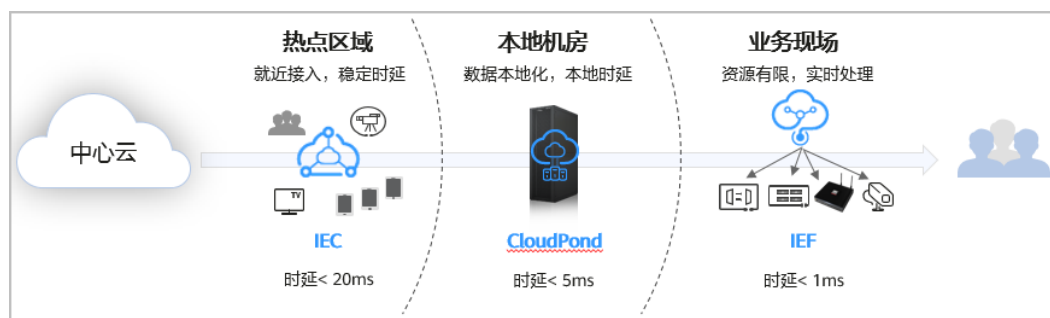 热点区域
本地机房
业务现场
就近接入，稳定时延
数据本地化，本地时延
资源有限，实时处理
中心云
TV
IEC
CloudPond
IEF
时延< 20ms
时延< 5ms
时延< 1ms